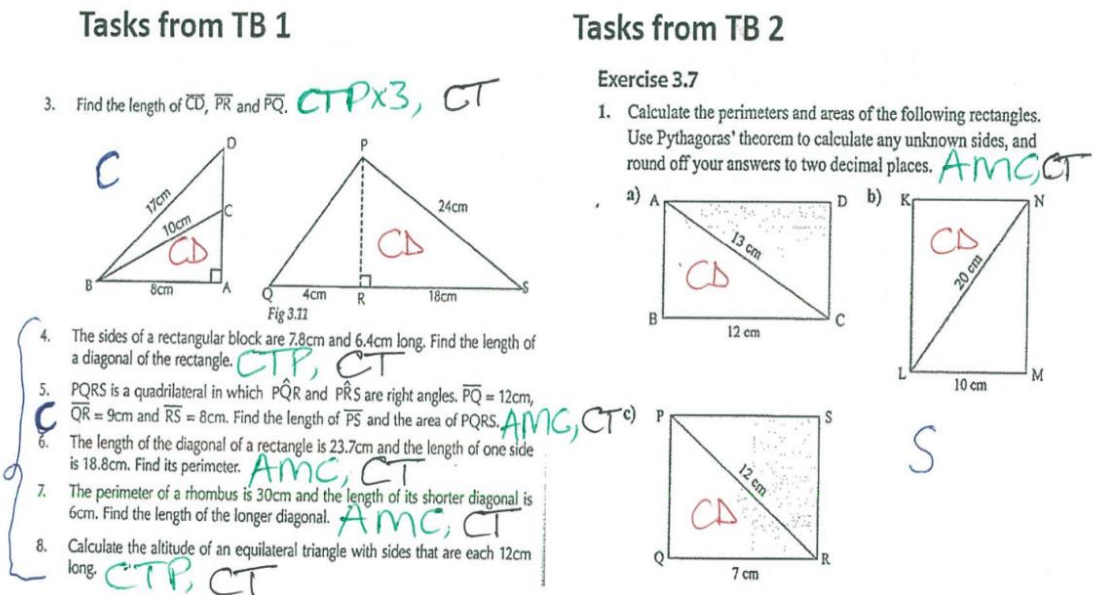 Tasks from TB 1
3. Find the length of CD, PR and PQ. CTPx3, CT
C
D
17cm
10cm
C
CD
B
8cm
A
P
24cm
CD
Q
4cm
R
18cm
S
Fig 3.11
4. The sides of a rectangular block are 7.8cm and 6.4cm long. Find the length of
a diagonal of the rectangle. CTP, CT
5. PQRS is a quadrilateral in which PQ̂R and PR̂S are right angles. PQ = 12cm,
C QR = 9cm and RS = 8cm. Find the length of PS and the area of PQRS. AMC, CT
6. The length of the diagonal of a rectangle is 23.7cm and the length of one side
is 18.8cm. Find its perimeter. AMC, CT
7. The perimeter of a rhombus is 30cm and the length of its shorter diagonal is
6cm. Find the length of the longer diagonal. AMC, CT
8. Calculate the altitude of an equilateral triangle with sides that are each 12cm
long. CTP, CT
Tasks from TB 2
Exercise 3.7
1. Calculate the perimeters and areas of the following rectangles.
Use Pythagoras' theorem to calculate any unknown sides, and
round off your answers to two decimal places. AMC, CT
a) A
D
13 cm
CD
B
12 cm
C
b) K
N
CD
20 cm
L
10 cm
M
c) P
S
12 cm
CD
Q
7 cm
R
S